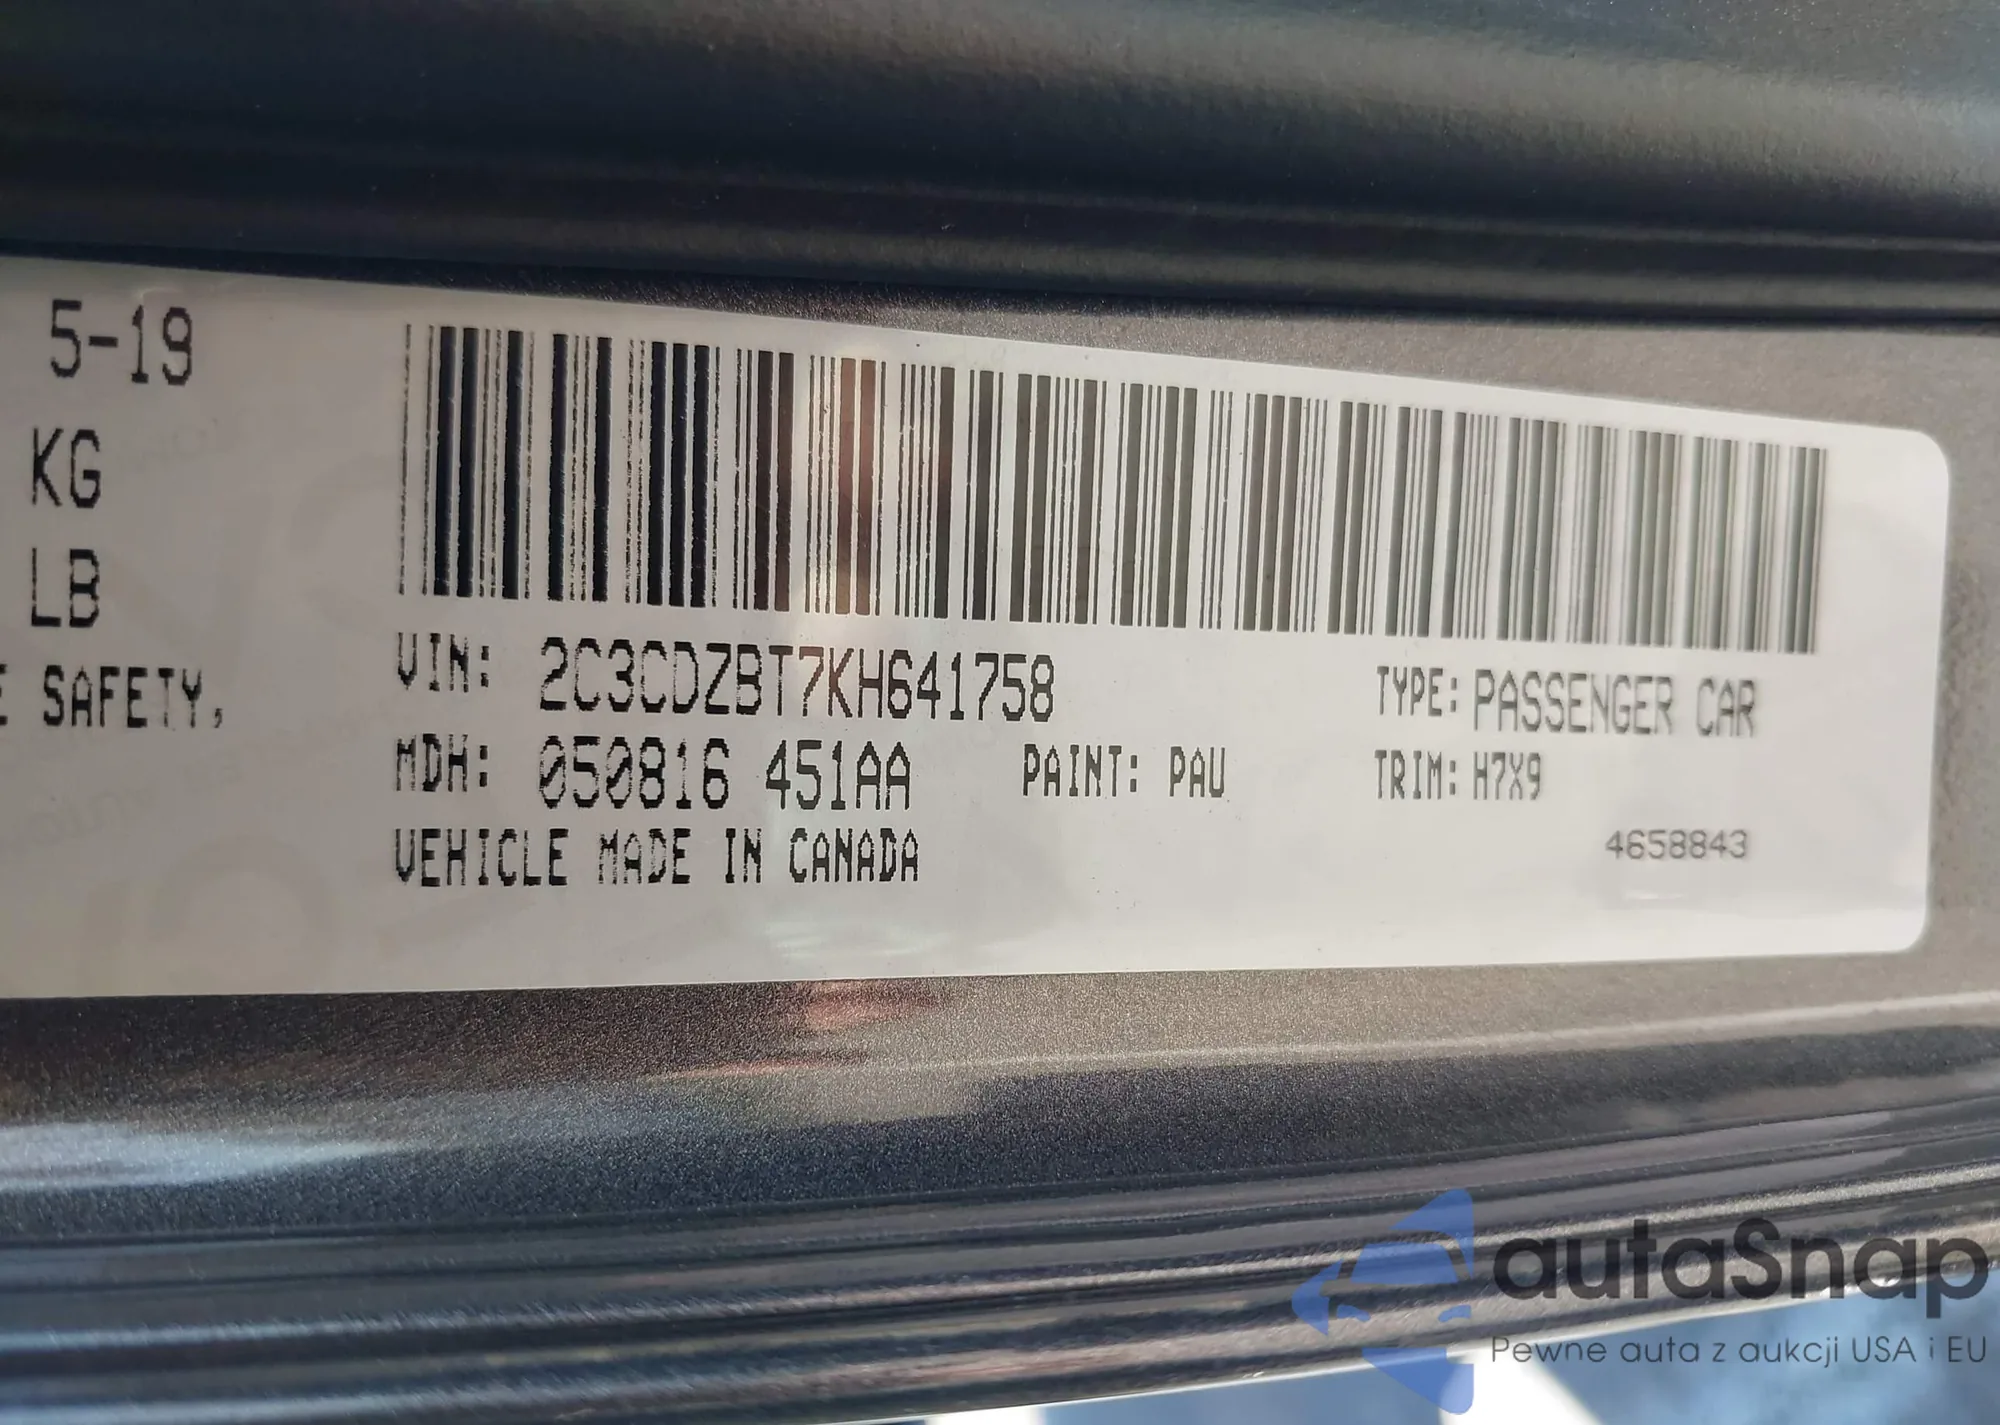 5-19
KG
LB
E SAFETY,
VIN: 2C3CDZBT7KH641758
TYPE: PASSENGER CAR
MDH: 050816 451AA
PAINT: PAU
TRIM: H7X9
VEHICLE MADE IN CANADA
4658843
autaSnap
Pewne auta z aukcji USA i EU